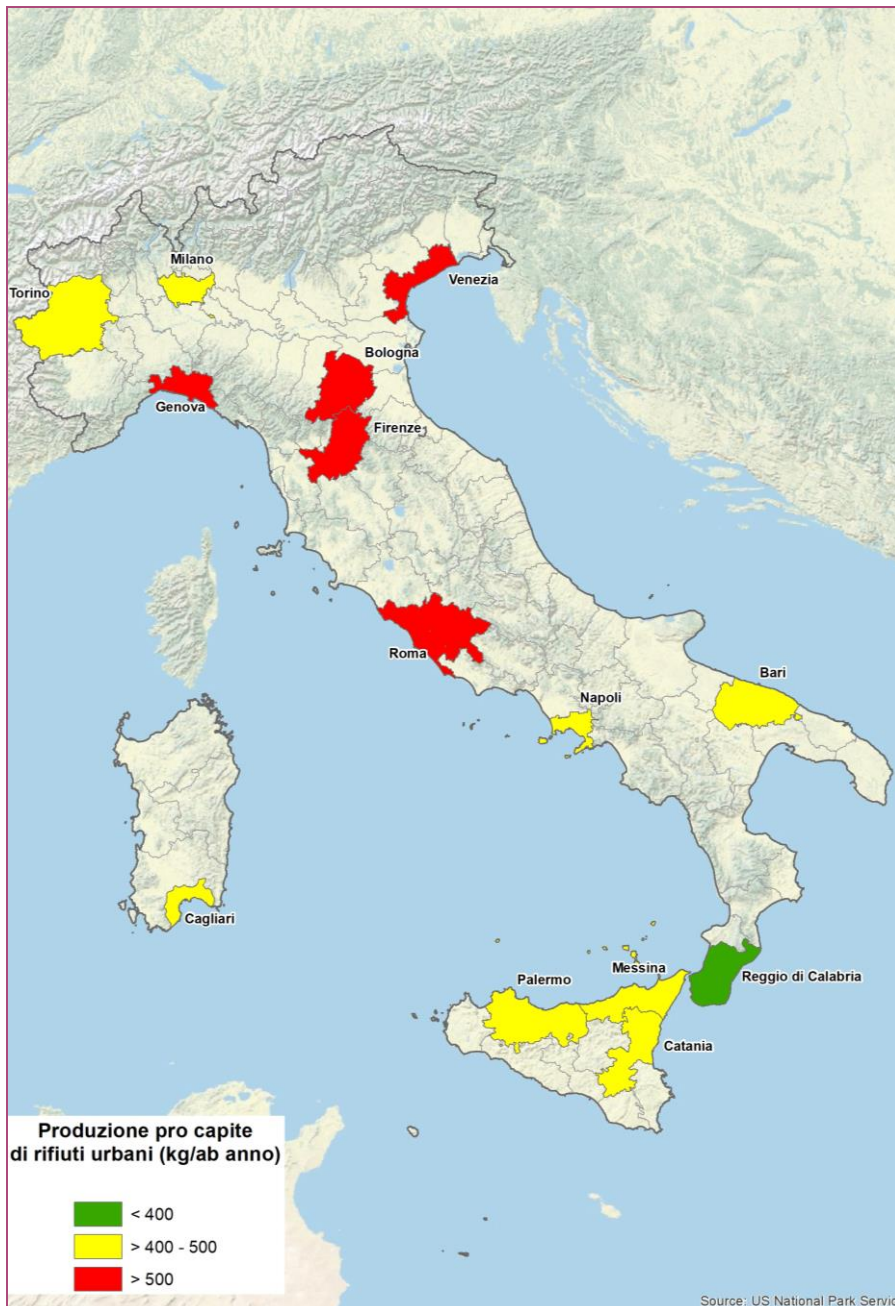 Milano
Torino
Venezia
Bologna
Genova
Firenze
Roma
Bari
Napoli
Cagliari
Messina
Palermo
Reggio di Calabria
Catania
Produzione pro capite
di rifiuti urbani (kg/ab anno)
< 400
> 400 - 500
> 500
Source: US National Park Servic